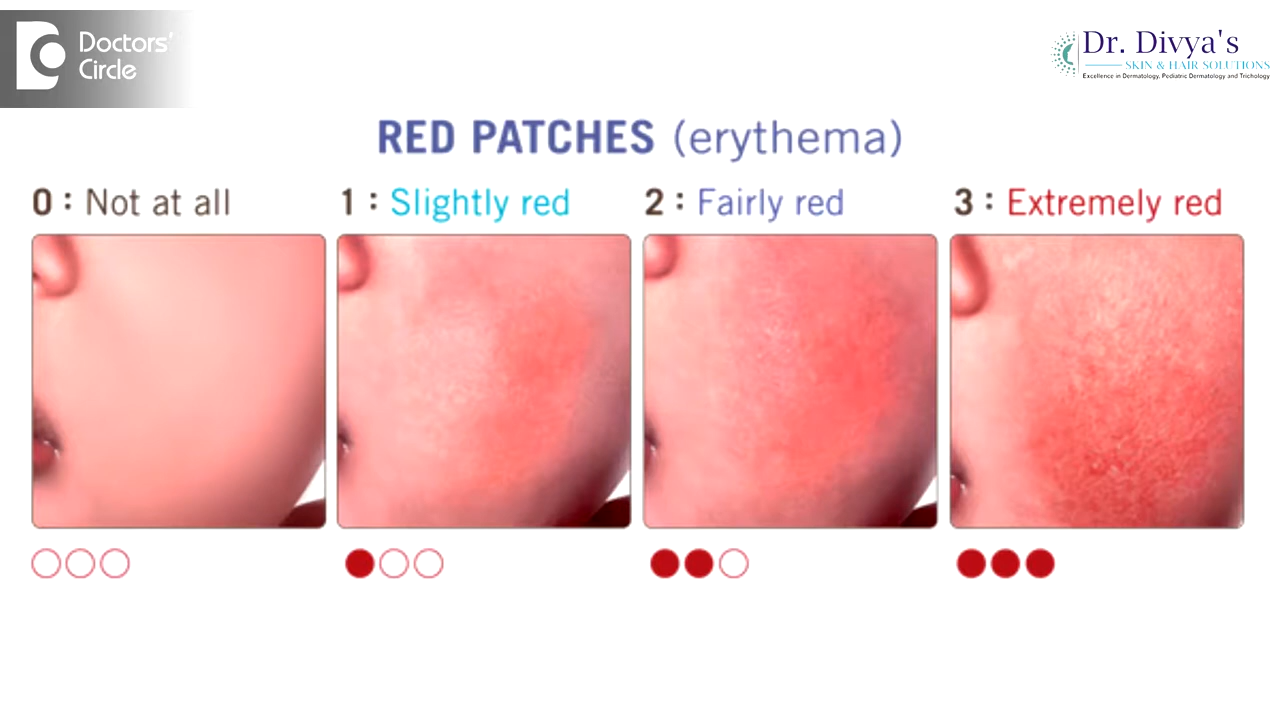 Doctors'
Circle
Dr. Divya's
SKIN & HAIR SOLUTIONS
Excellence in Dermatology, Pediatric Dermatology and Trichology
RED PATCHES (erythema)
0 : Not at all
1 : Slightly red
2 : Fairly red
3 : Extremely red